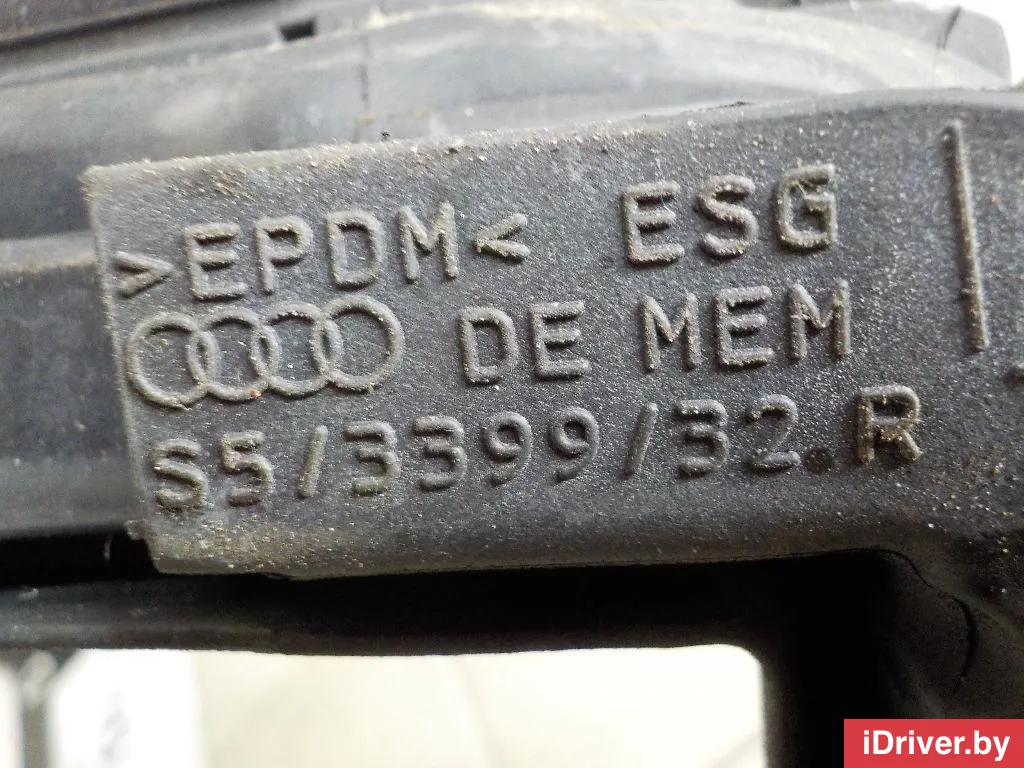 >EPDM< ESG
DE MEM
S5/3399/32.R
iDriver.by